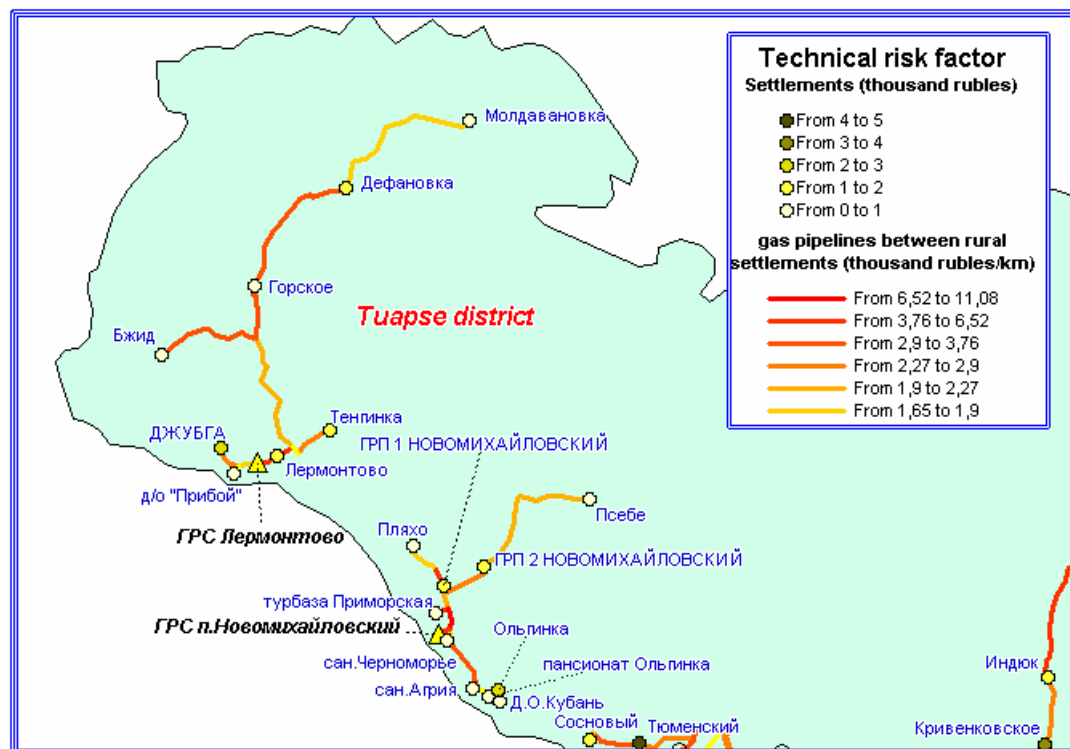 Technical risk factor
Settlements (thousand rubles)
From 4 to 5
From 3 to 4
From 2 to 3
From 1 to 2
From 0 to 1
gas pipelines between rural
settlements (thousand rubles/km)
From 6,52 to 11,08
From 3,76 to 6,52
From 2,9 to 3,76
From 2,27 to 2,9
From 1,9 to 2,27
From 1,65 to 1,9
Молдавановка
Дефановка
Горское
Tuapse district
Бжид
Тенгинка
ДЖУБГА
ГРП 1 НОВОМИХАЙЛОВСКИЙ
Лермонтово
д/о "Прибой"
ГРС Лермонтово
Псебе
Пляхо
ГРП 2 НОВОМИХАЙЛОВСКИЙ
турбаза Приморская
ГРС п.Новомихайловский
Ольгинка
сан.Черноморье
пансионат Ольгинка
сан.Агрия
Д.О.Кубань
Индюк
Сосновый
Тюменский
Кривенковское